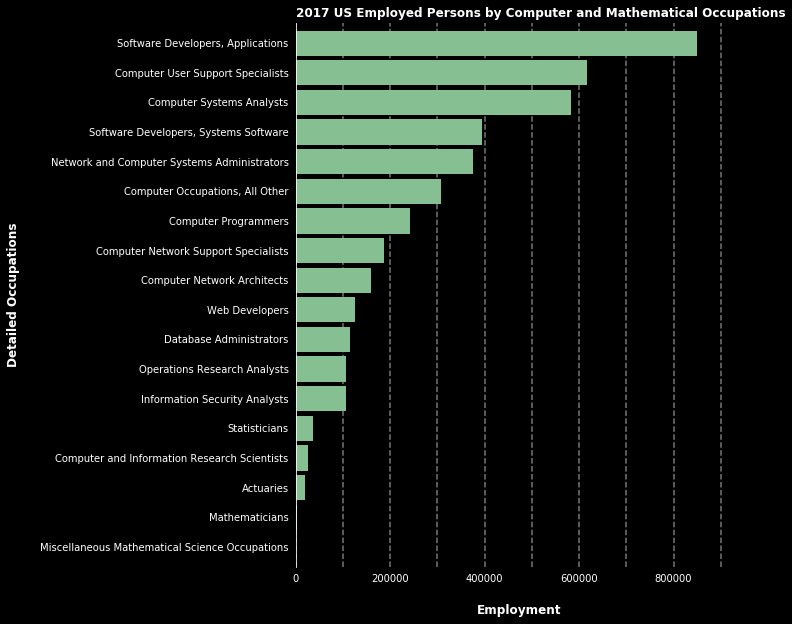 2017 US Employed Persons by Computer and Mathematical Occupations
Software Developers, Applications
Computer User Support Specialists
Computer Systems Analysts
Software Developers, Systems Software
Network and Computer Systems Administrators
Computer Occupations, All Other
Computer Programmers
Computer Network Support Specialists
Computer Network Architects
Web Developers
Database Administrators
Operations Research Analysts
Information Security Analysts
Statisticians
Computer and Information Research Scientists
Actuaries
Mathematicians
Miscellaneous Mathematical Science Occupations
Detailed Occupations
0 200000 400000 600000 800000
Employment